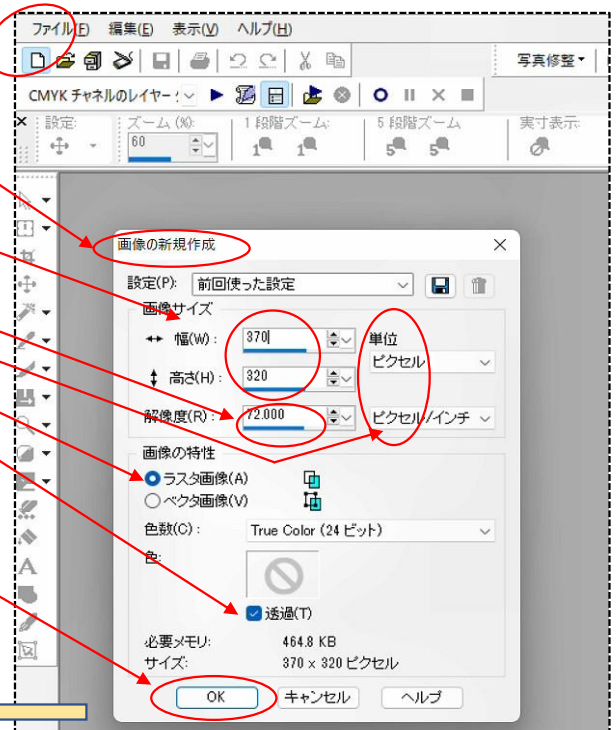 ファイル(F) 編集(E) 表示(V) ヘルプ(H)
写真修整
CMYK チャネルのレイヤー
設定: ズーム (%): 1 段階ズーム: 5 段階ズーム 実寸表示:
60 1 1 5 5
画像の新規作成
設定(P): 前回使った設定
画像サイズ
幅(W) : 370 単位
ピクセル
高さ(H) : 320
解像度(R) : 72.000 ピクセル/インチ
画像の特性
ラスタ画像(A)
ベクタ画像(V)
色数(C) : True Color (24 ビット)
色:
透過(T)
必要メモリ: 464.8 KB
サイズ: 370 x 320 ピクセル
OK キャンセル ヘルプ
A